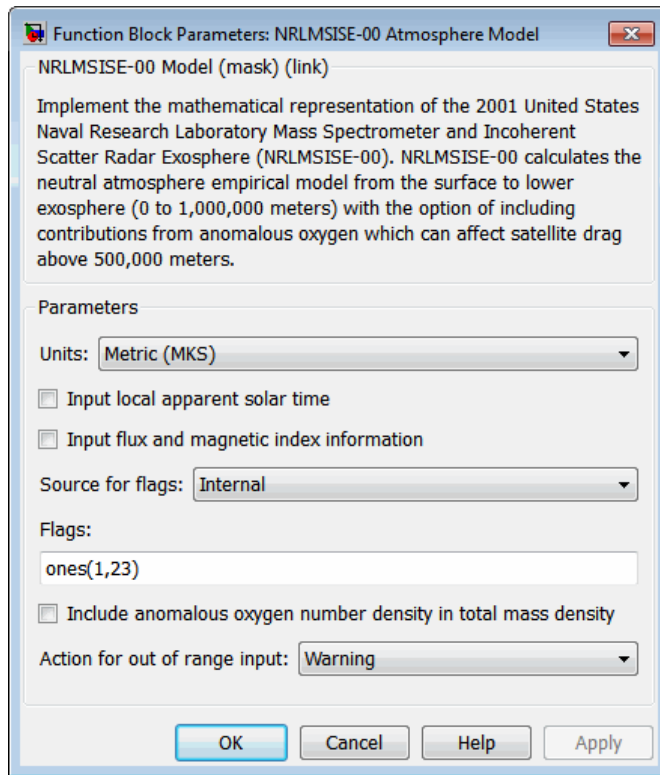 Function Block Parameters: NRLMSISE-00 Atmosphere Model
NRLMSISE-00 Model (mask) (link)
Implement the mathematical representation of the 2001 United States
Naval Research Laboratory Mass Spectrometer and Incoherent
Scatter Radar Exosphere (NRLMSISE-00). NRLMSISE-00 calculates the
neutral atmosphere empirical model from the surface to lower
exosphere (0 to 1,000,000 meters) with the option of including
contributions from anomalous oxygen which can affect satellite drag
above 500,000 meters.
Parameters
Units: Metric (MKS)
Input local apparent solar time
Input flux and magnetic index information
Source for flags: Internal
Flags:
ones(1,23)
Include anomalous oxygen number density in total mass density
Action for out of range input: Warning
OK Cancel Help Apply